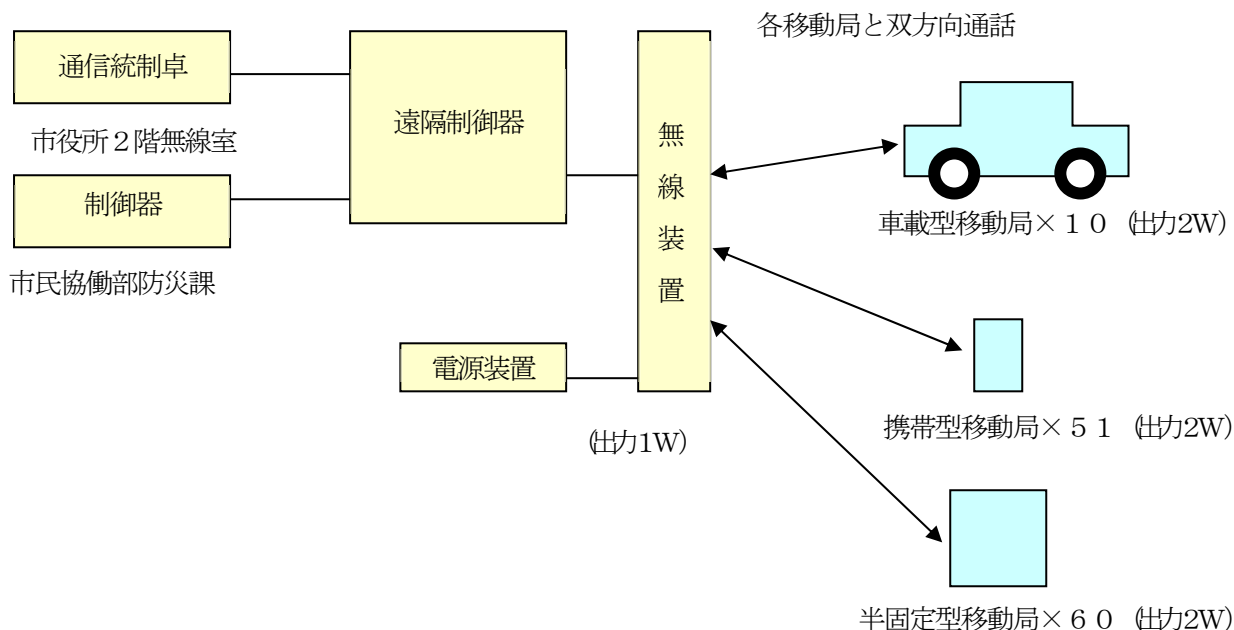 各移動局と双方向通話
通信統制卓
市役所２階無線室
遠隔制御器
無線装置
制御器
市民協働部防災課
車載型移動局×１０ (出力2W)
電源装置
(出力1W)
携帯型移動局×５１ (出力2W)
半固定型移動局×６０ (出力2W)